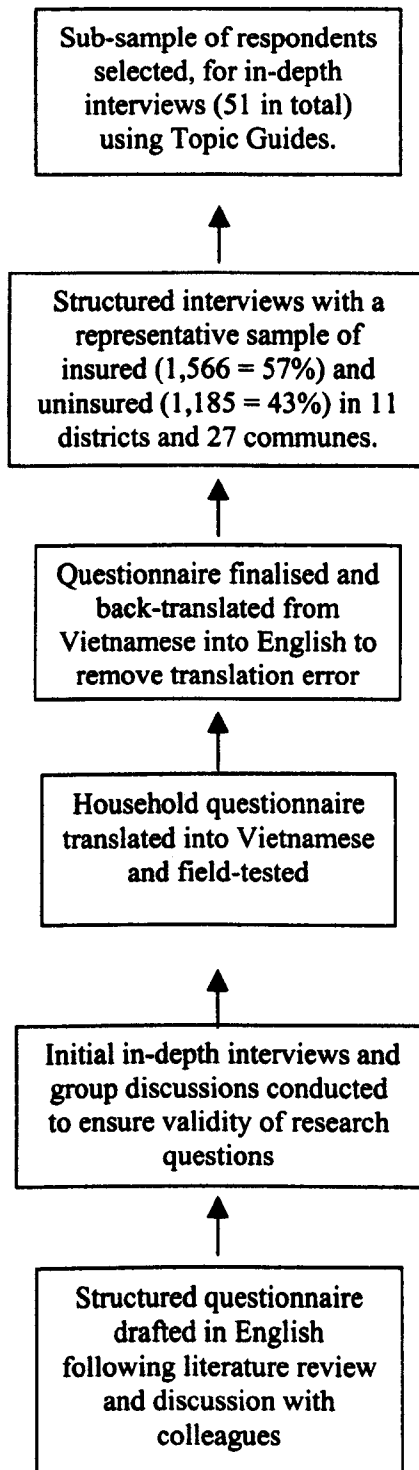 Sub-sample of respondents
selected, for in-depth
interviews (51 in total)
using Topic Guides.
Structured interviews with a
representative sample of
insured (1,566 = 57%) and
uninsured (1,185 = 43%) in 11
districts and 27 communes.
Questionnaire finalised and
back-translated from
Vietnamese into English to
remove translation error
Household questionnaire
translated into Vietnamese
and field-tested
Initial in-depth interviews and
group discussions conducted
to ensure validity of research
questions
Structured questionnaire
drafted in English
following literature review
and discussion with
colleagues